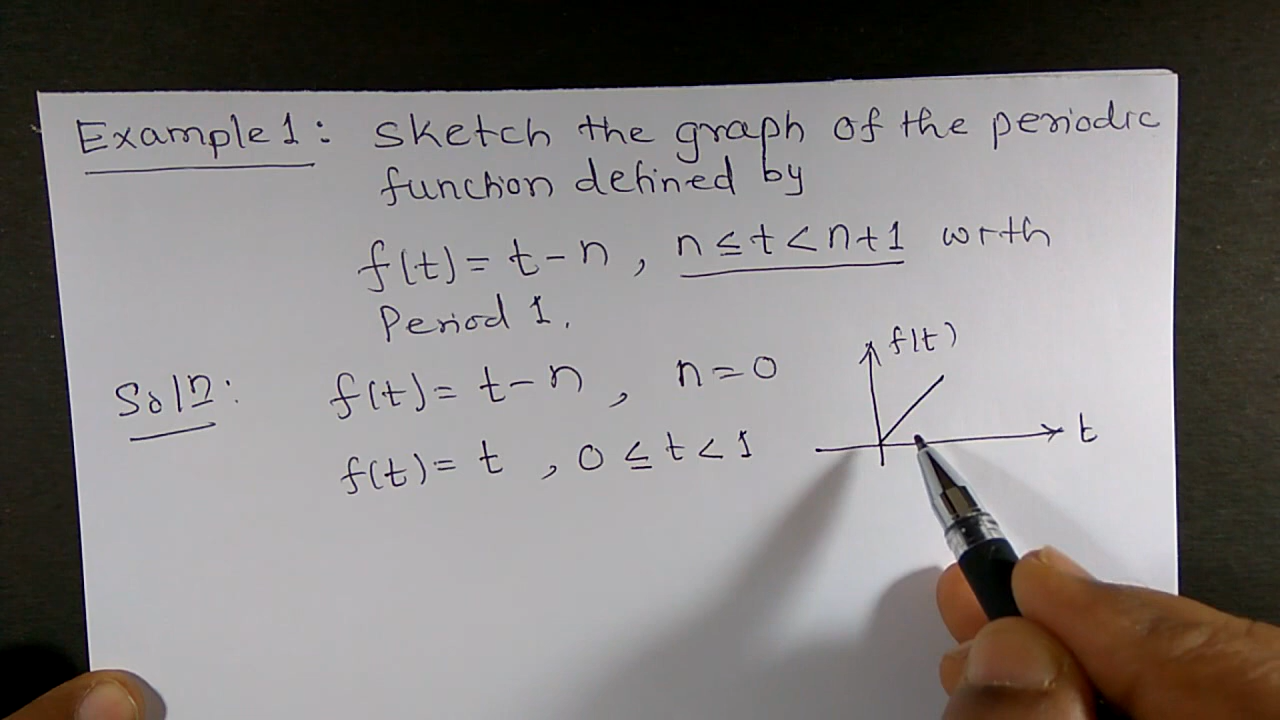 Example 1: Sketch the graph of the periodic
function defined by
f(t) = t - n , n ≤ t < n+1 with
Period 1.
Soln: f(t) = t - n , n = 0
f(t) = t , 0 ≤ t < 1
f(t)
t